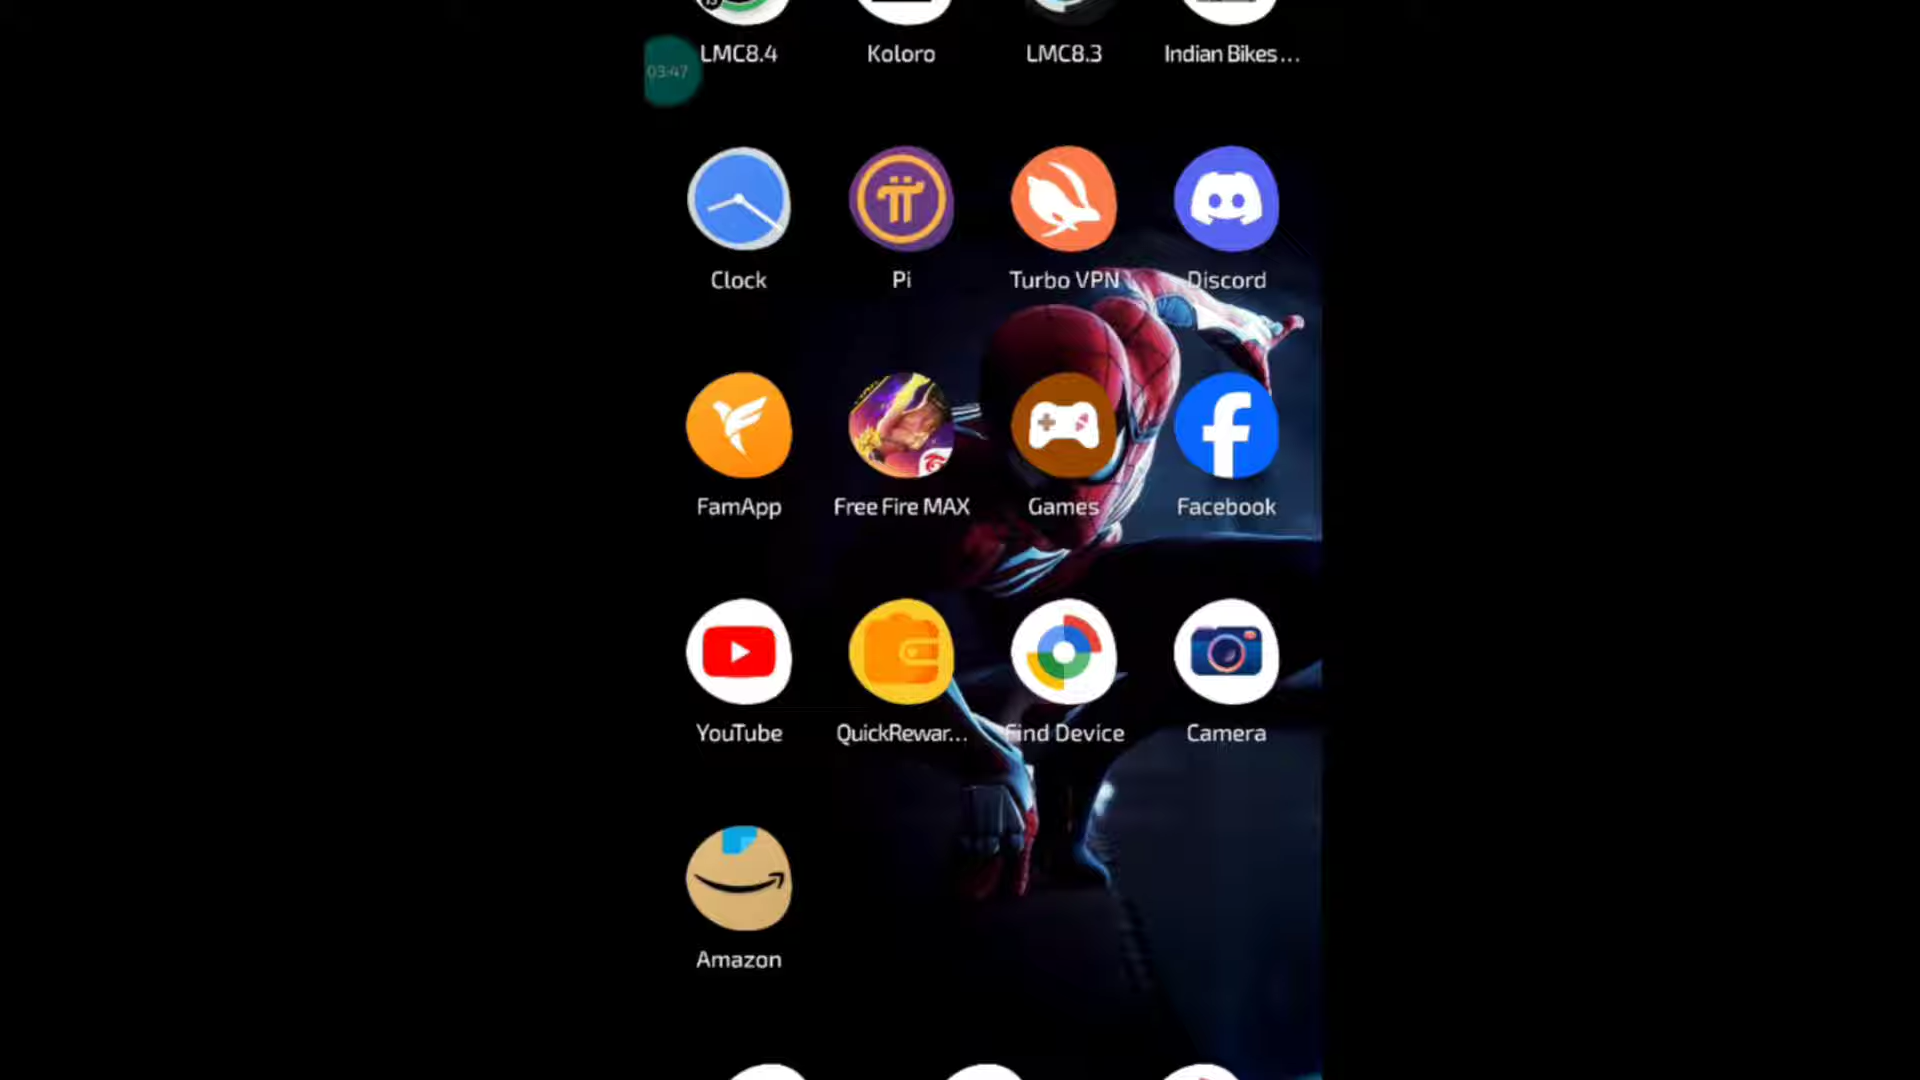 LMC8.4 Koloro LMC8.3 Indian Bikes...
03:47
Clock Pi Turbo VPN Discord
FamApp Free Fire MAX Games Facebook
YouTube QuickRewar... Find Device Camera
Amazon